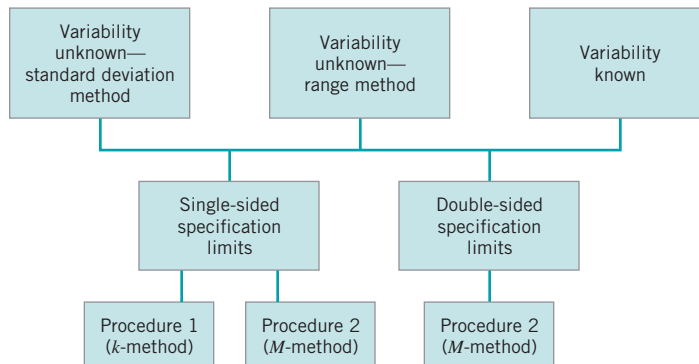 Variability
unknown—
standard deviation
method
Variability
unknown—
range method
Variability
known
Single-sided
specification
limits
Double-sided
specification
limits
Procedure 1
(k-method)
Procedure 2
(M-method)
Procedure 2
(M-method)